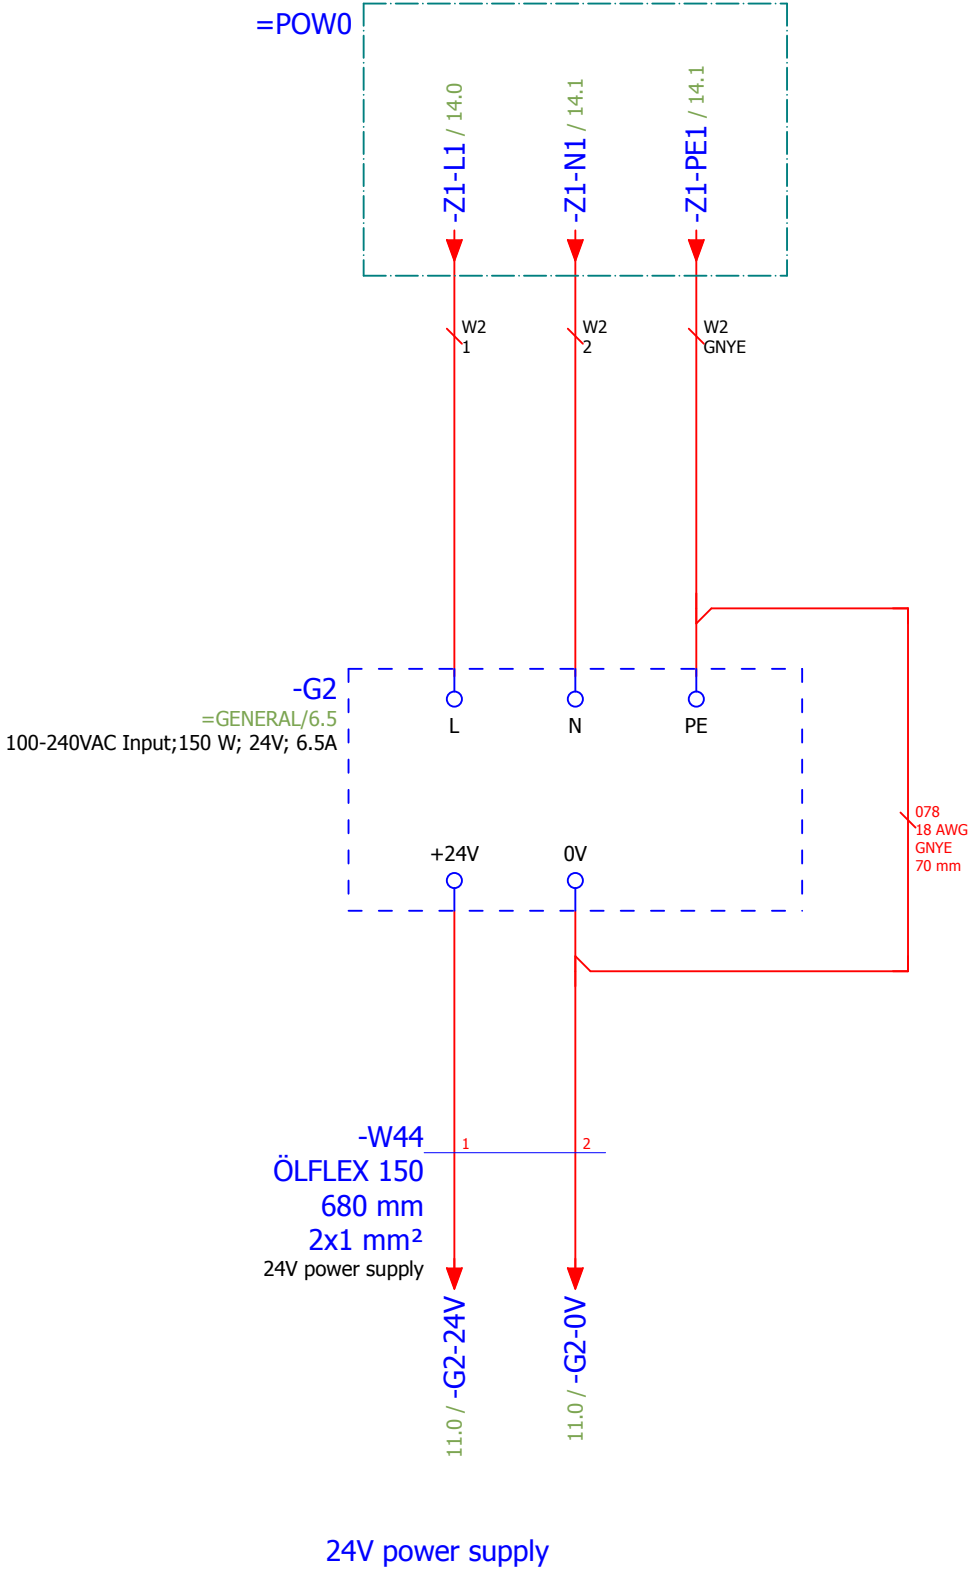 =POW0
-Z1-L1 / 14.0
-Z1-N1 / 14.1
-Z1-PE1 / 14.1
W2
1
W2
2
W2
GNYE
-G2
=GENERAL/6.5
100-240VAC Input;150 W; 24V; 6.5A
L
N
PE
+24V
0V
078
18 AWG
GNYE
70 mm
-W44
ÖLFLEX 150
680 mm
2x1 mm²
24V power supply
1
2
11.0 / -G2-24V
11.0 / -G2-0V
24V power supply